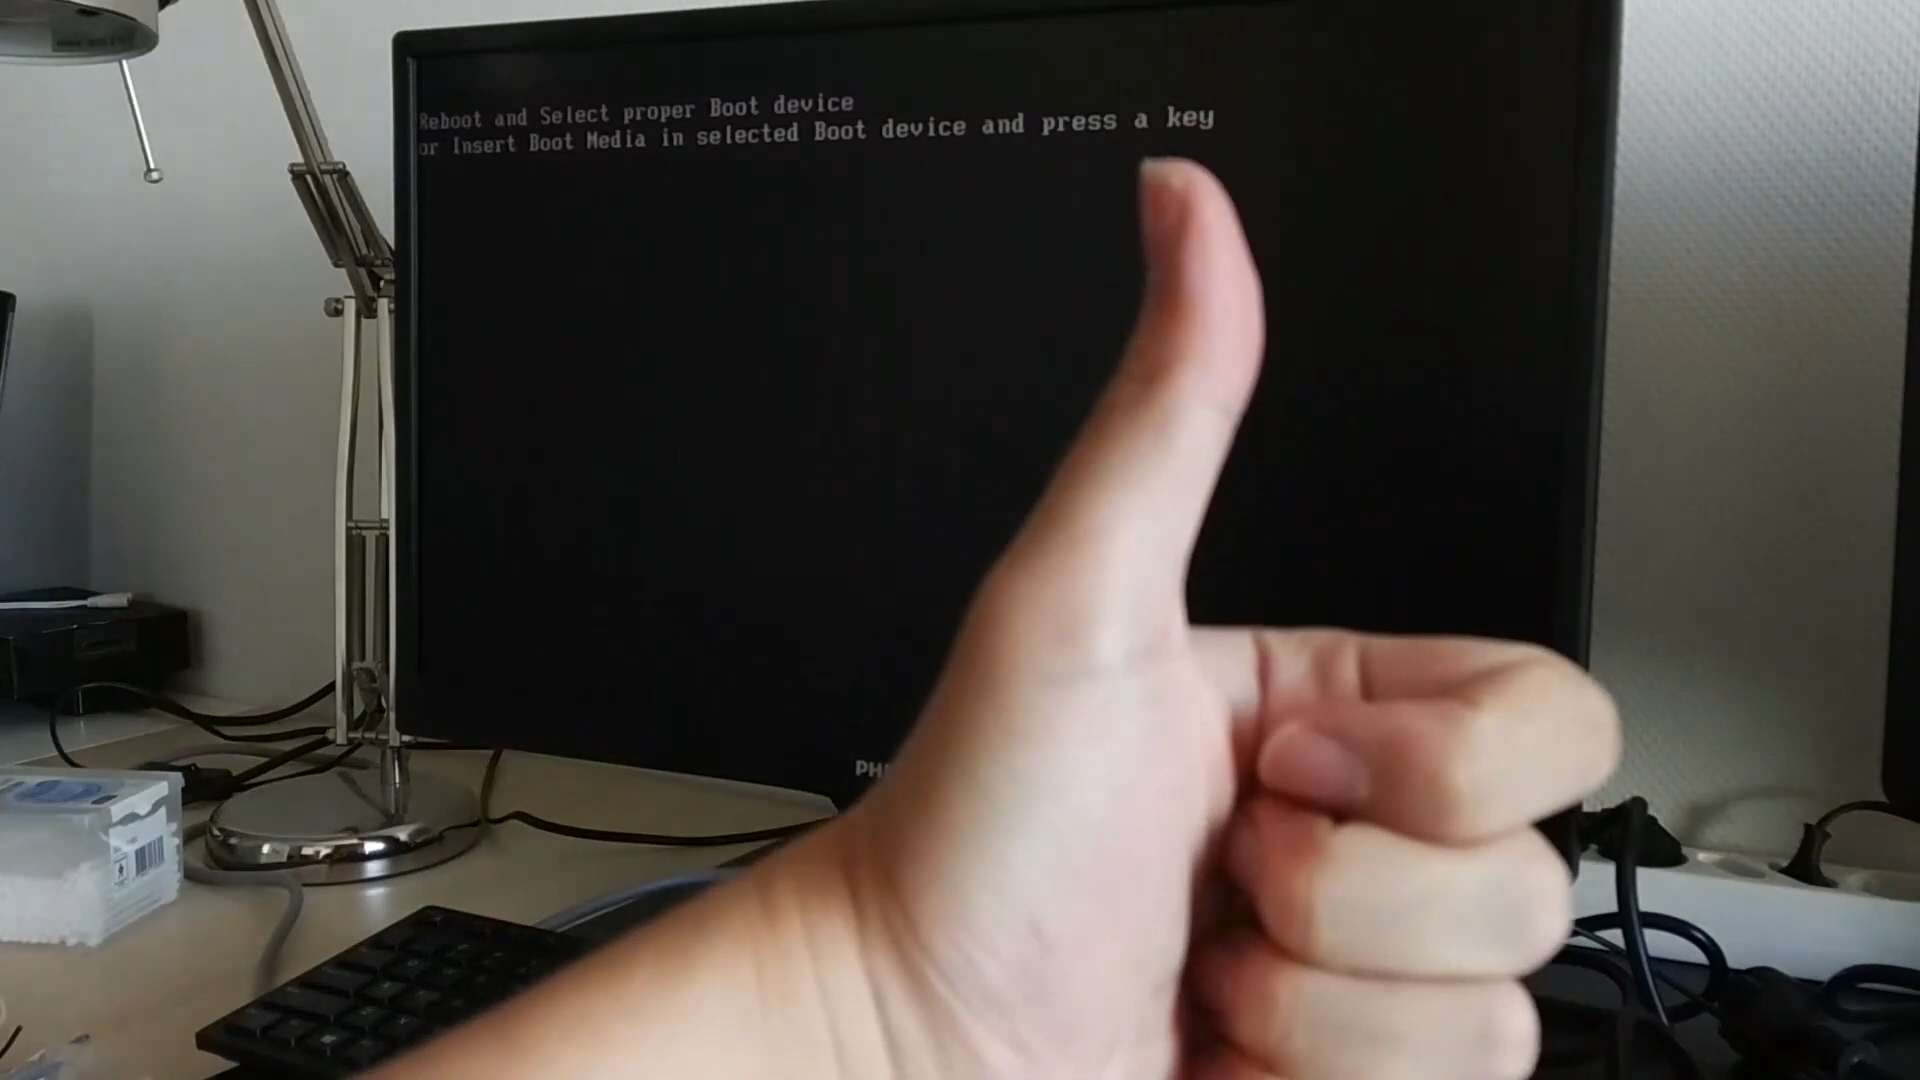 Reboot and Select proper Boot device
or Insert Boot Media in selected Boot device and press a key